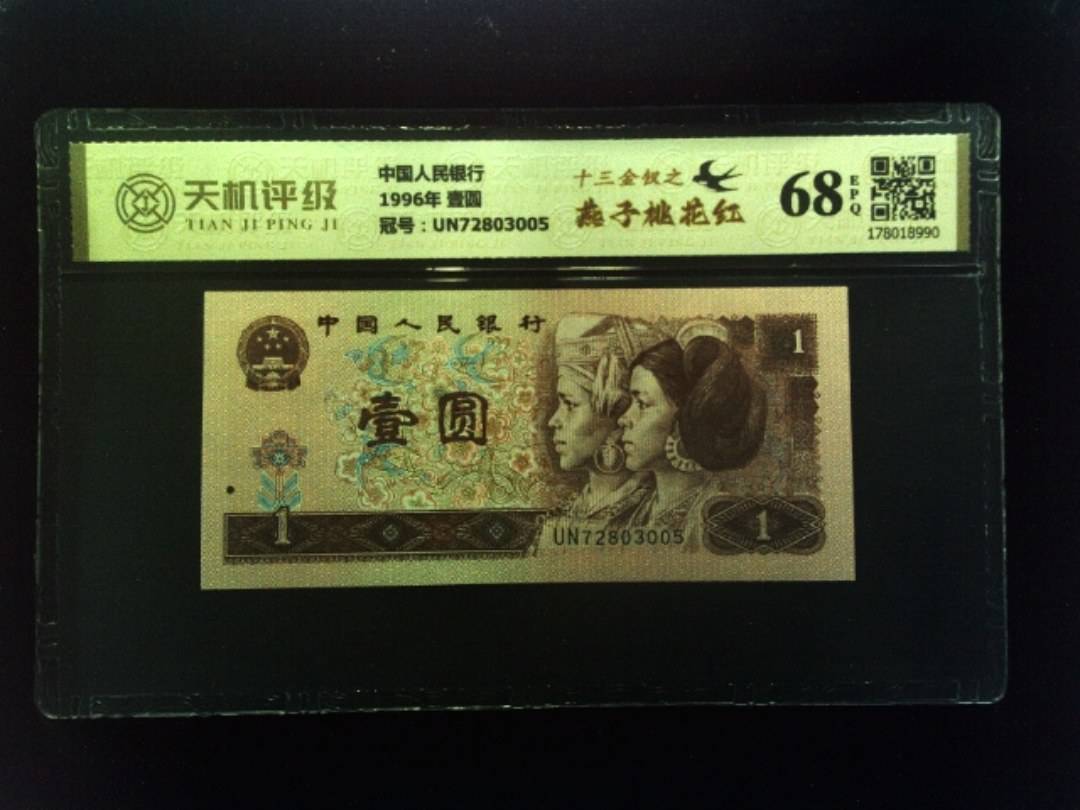 天机评级
TIAN JI PING JI
中国人民银行
1996年 壹圆
冠号：UN72803005
十三金钗之
燕子桃花红
68
EPQ
178018990
中国人民银行
1
壹圆
1
UN72803005
1